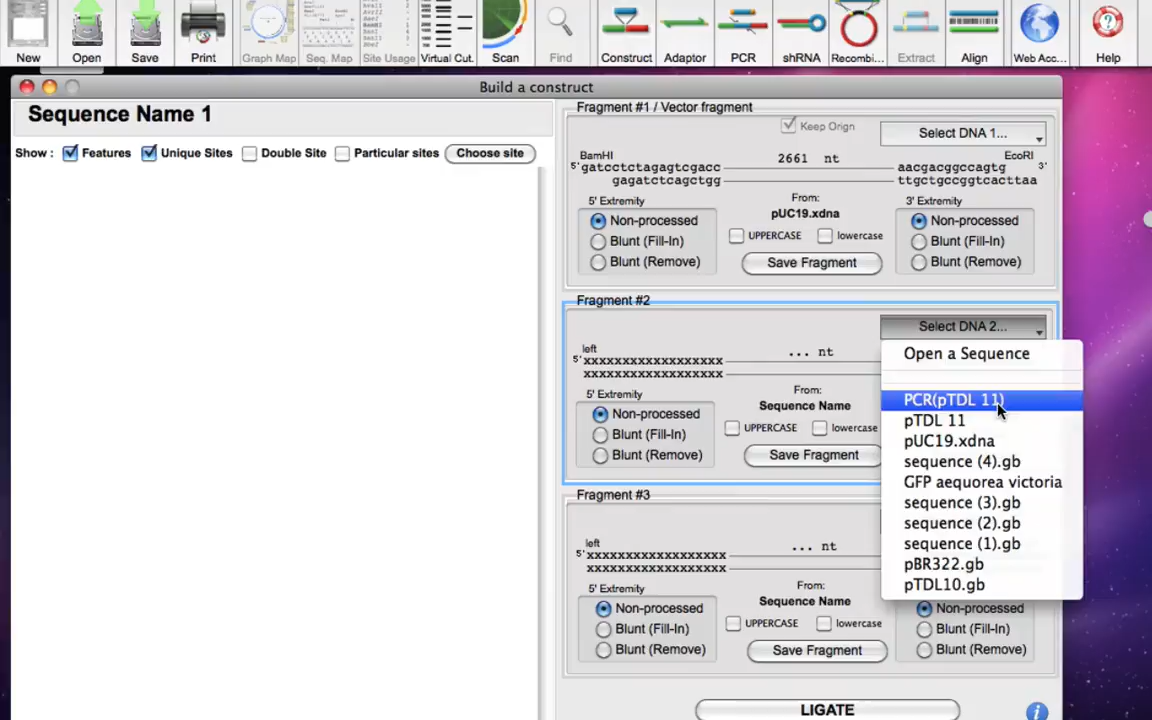 New Open Save Print Graph Map Seq. Map Site Usage Virtual Cut. Scan Find Construct Adaptor PCR shRNA Recombi... Extract Align Web Acc... Help
Build a construct
Sequence Name 1
Show : Features Unique Sites Double Site Particular sites Choose site
Fragment #1 / Vector fragment
Keep Orign Select DNA 1...
BamHI 2661 nt EcoRI
5' gatcctctagagtcgacc aacgacggccagtg 3'
gagatctcagctgg ttgctgccggtcacttaa
5' Extremity From: 3' Extremity
Non-processed pUC19.xdna Non-processed
Blunt (Fill-In) UPPERCASE lowercase Blunt (Fill-In)
Blunt (Remove) Save Fragment Blunt (Remove)
Fragment #2
Select DNA 2...
Open a Sequence
PCR(pTDL 11)
pTDL 11
pUC19.xdna
sequence (4).gb
GFP aequorea victoria
sequence (3).gb
sequence (2).gb
sequence (1).gb
pBR322.gb
pTDL10.gb
left ... nt
5' xxxxxxxxxxxxxxxxxx
xxxxxxxxxxxxxxxxxx
5' Extremity From:
Non-processed Sequence Name
Blunt (Fill-In) UPPERCASE lowercase
Blunt (Remove) Save Fragment
Fragment #3
left ... nt
5' xxxxxxxxxxxxxxxxxx
xxxxxxxxxxxxxxxxxx
5' Extremity From:
Non-processed Sequence Name Non-processed
Blunt (Fill-In) UPPERCASE lowercase Blunt (Fill-In)
Blunt (Remove) Save Fragment Blunt (Remove)
LIGATE